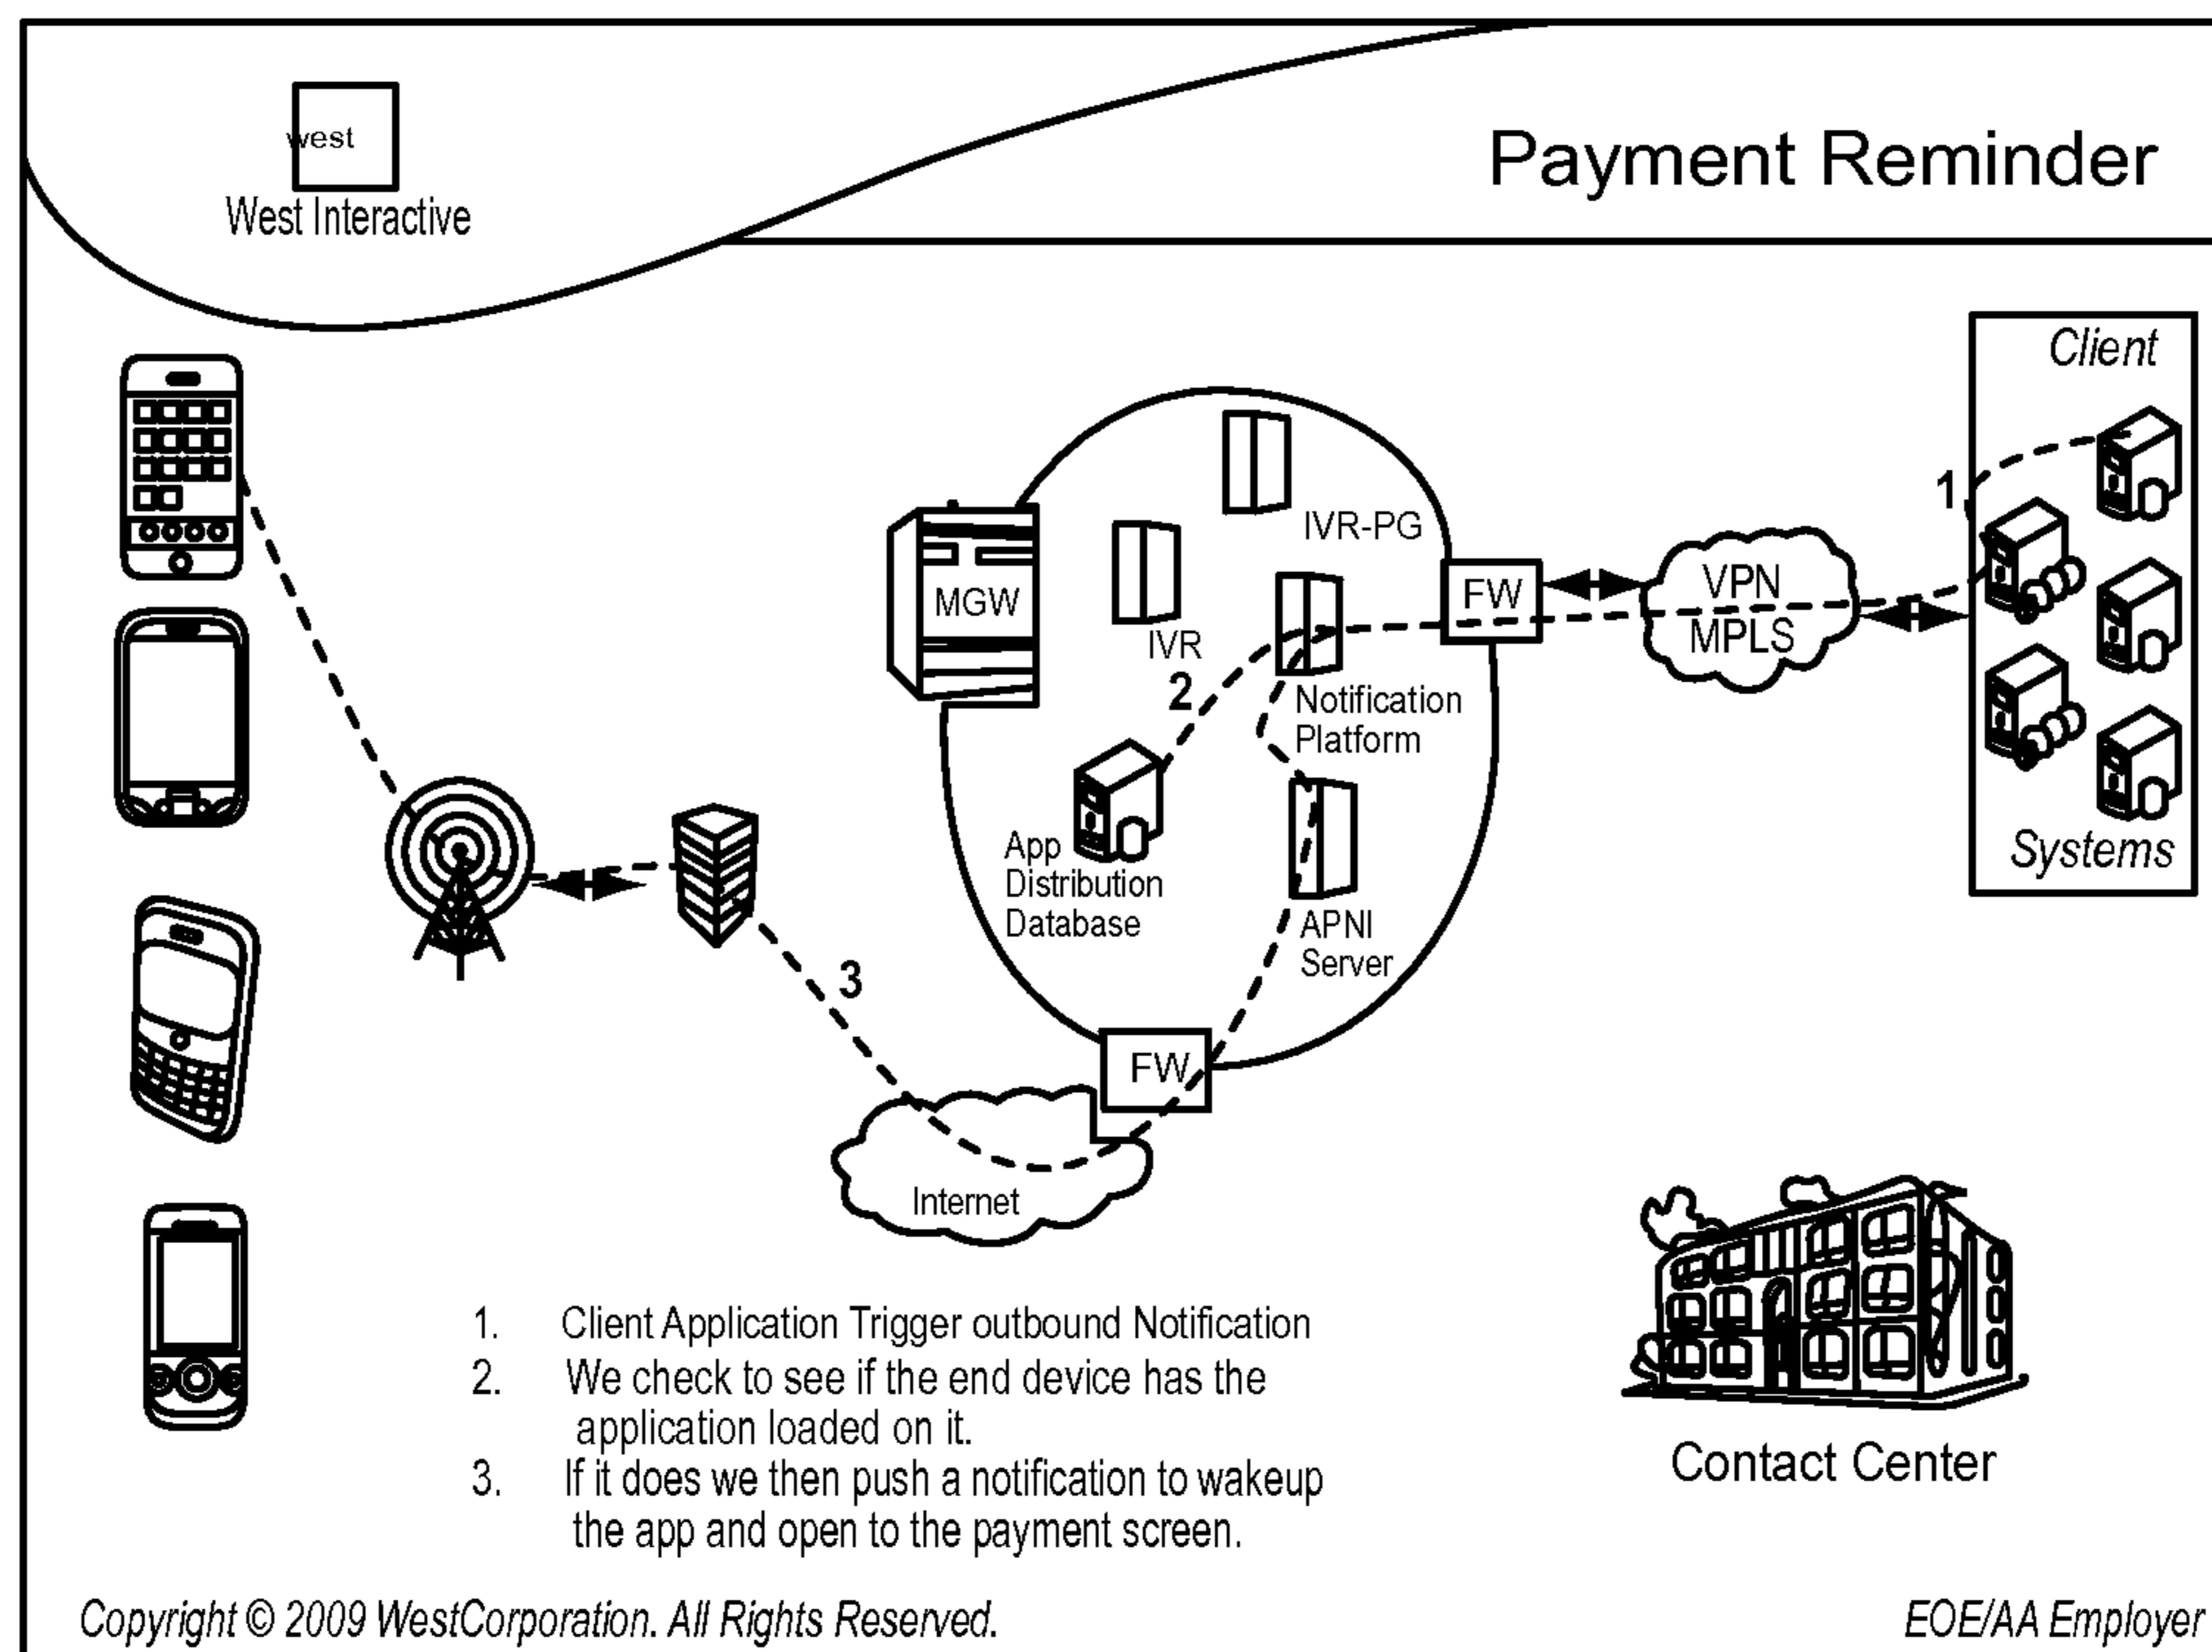 west
West Interactive
Payment Reminder
Client
1
IVR-PG
MGW
FW
VPN
MPLS
IVR
2
Notification
Platform
App
Distribution
Database
APNI
Server
Systems
3
FW
Internet
1. Client Application Trigger outbound Notification
2. We check to see if the end device has the
application loaded on it.
3. If it does we then push a notification to wakeup
the app and open to the payment screen.
Contact Center
Copyright © 2009 WestCorporation. All Rights Reserved.
EOE/AA Employer